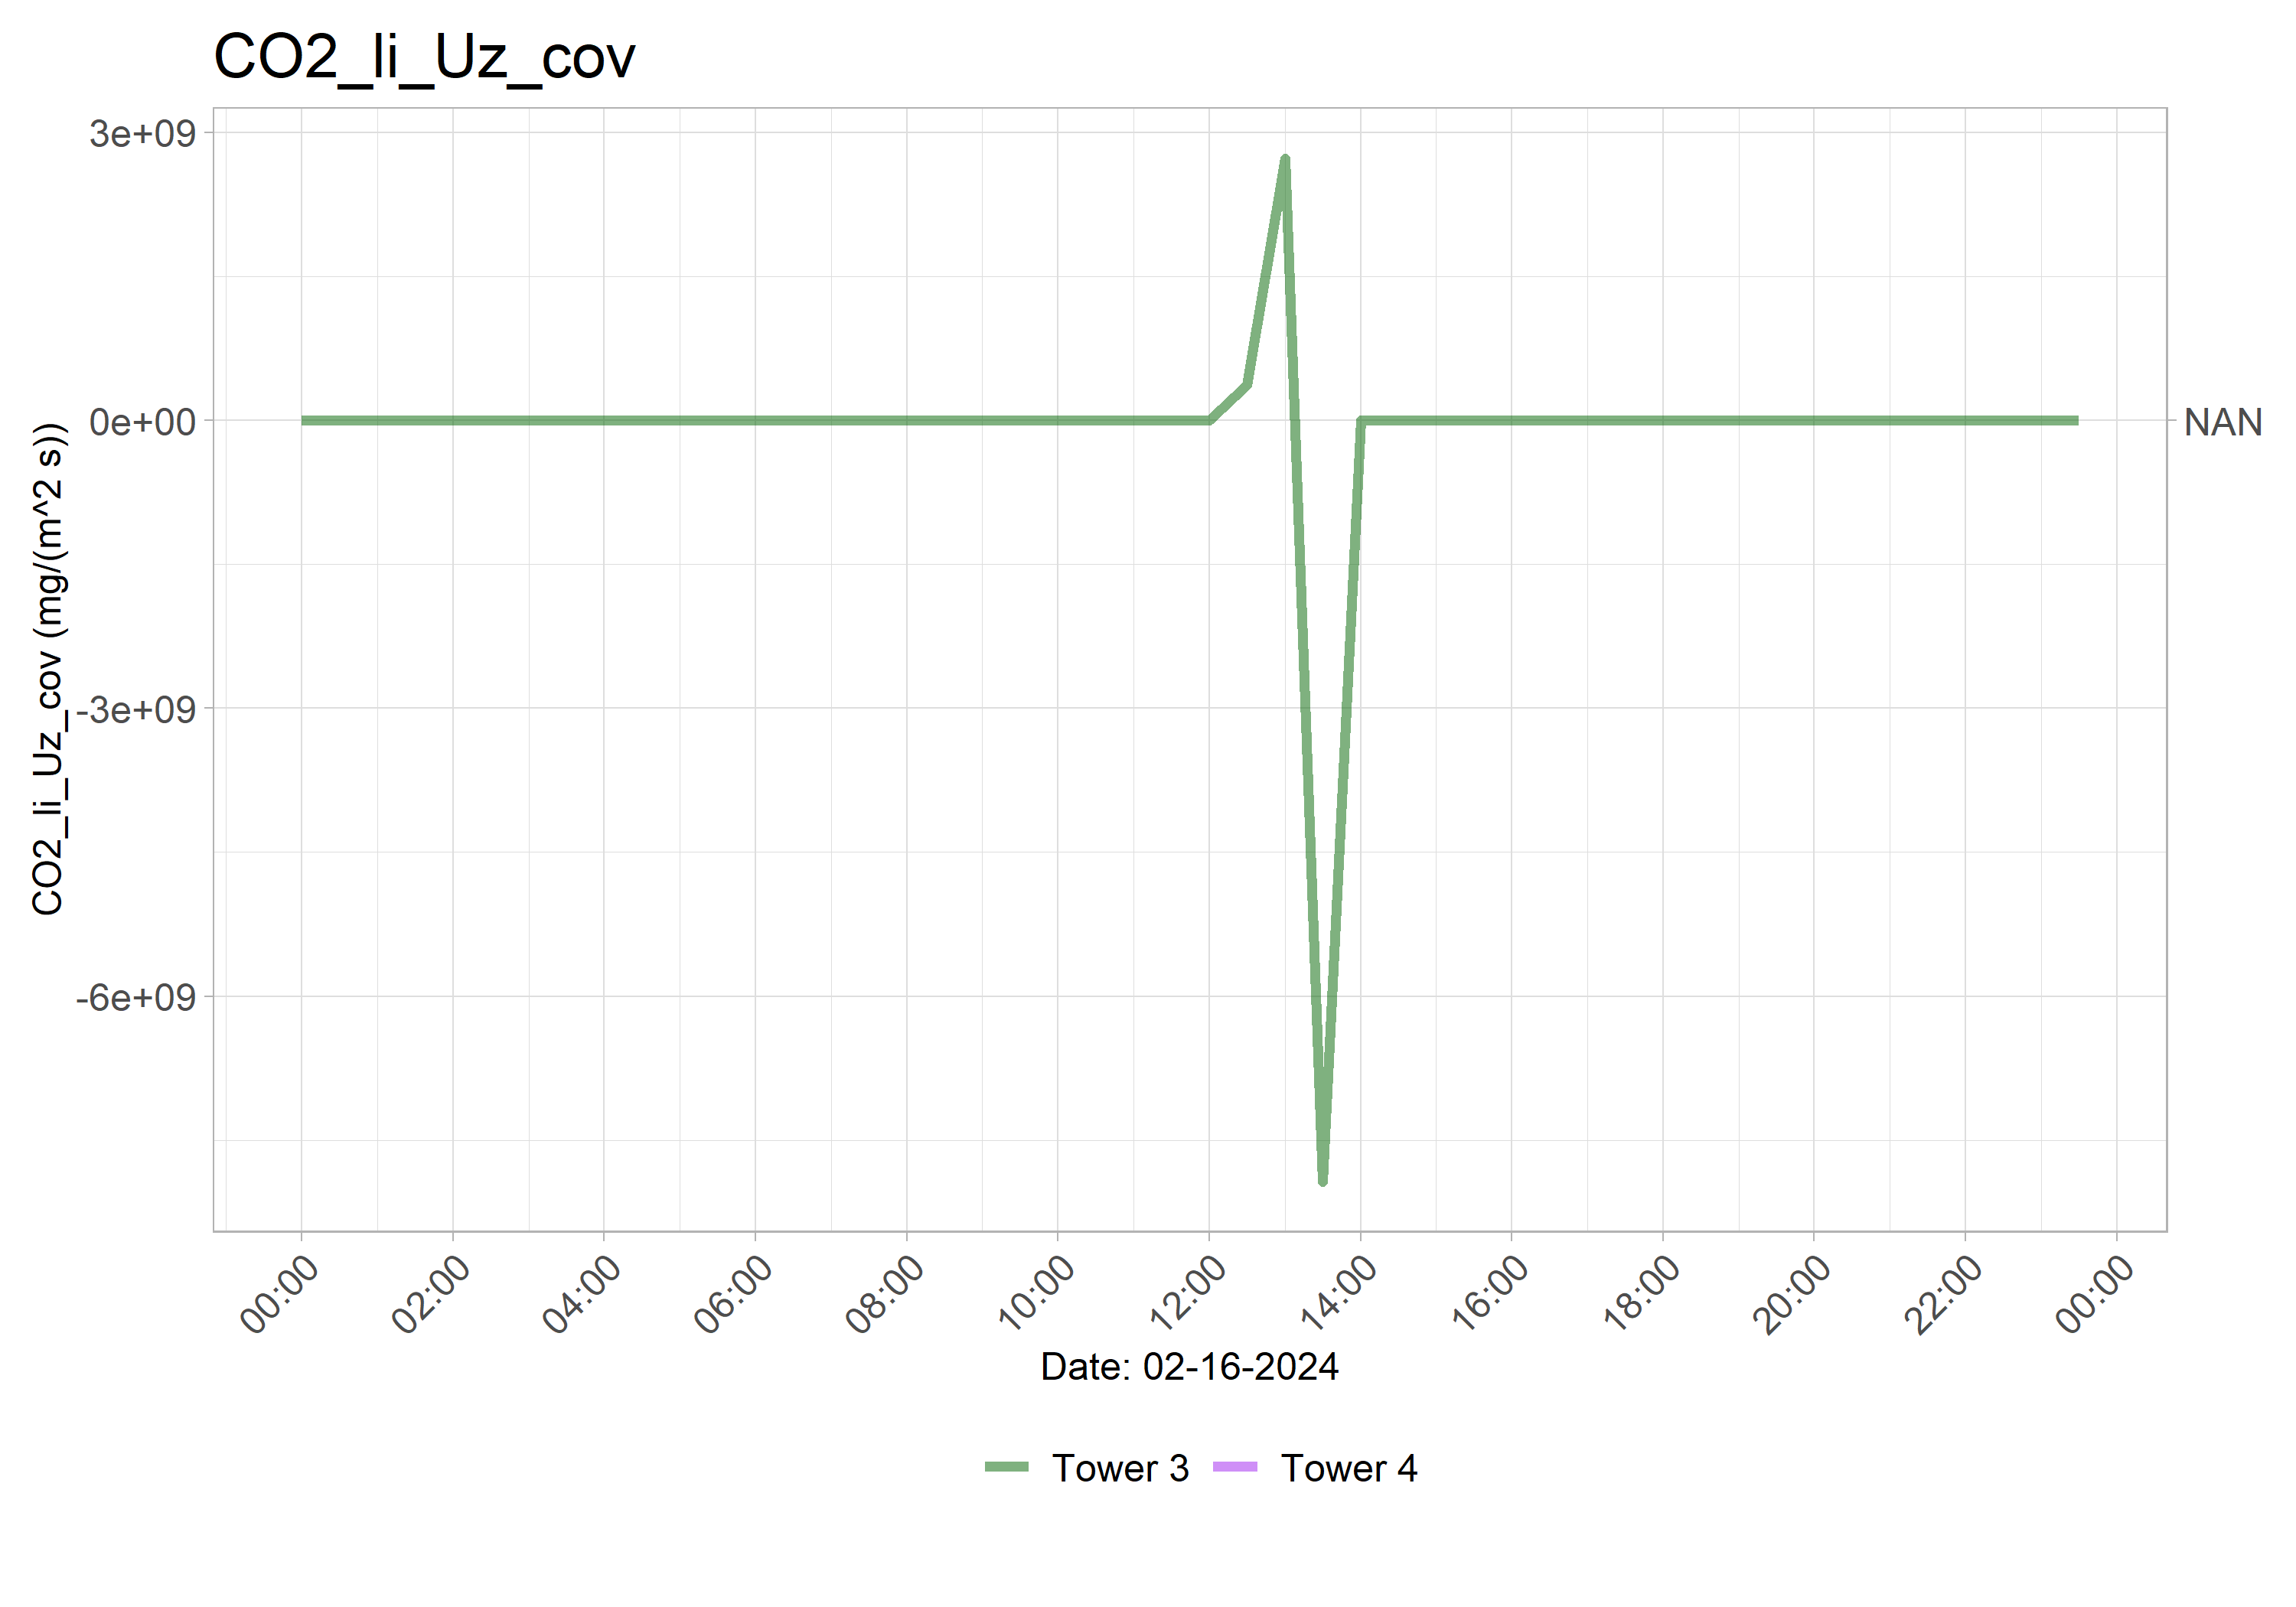 CO2_li_Uz_cov
CO2_li_Uz_cov (mg/(m^2 s))
3e+09
0e+00
-3e+09
-6e+09
NAN
00:00
02:00
04:00
06:00
08:00
10:00
12:00
14:00
16:00
18:00
20:00
22:00
00:00
Date: 02-16-2024
Tower 3
Tower 4